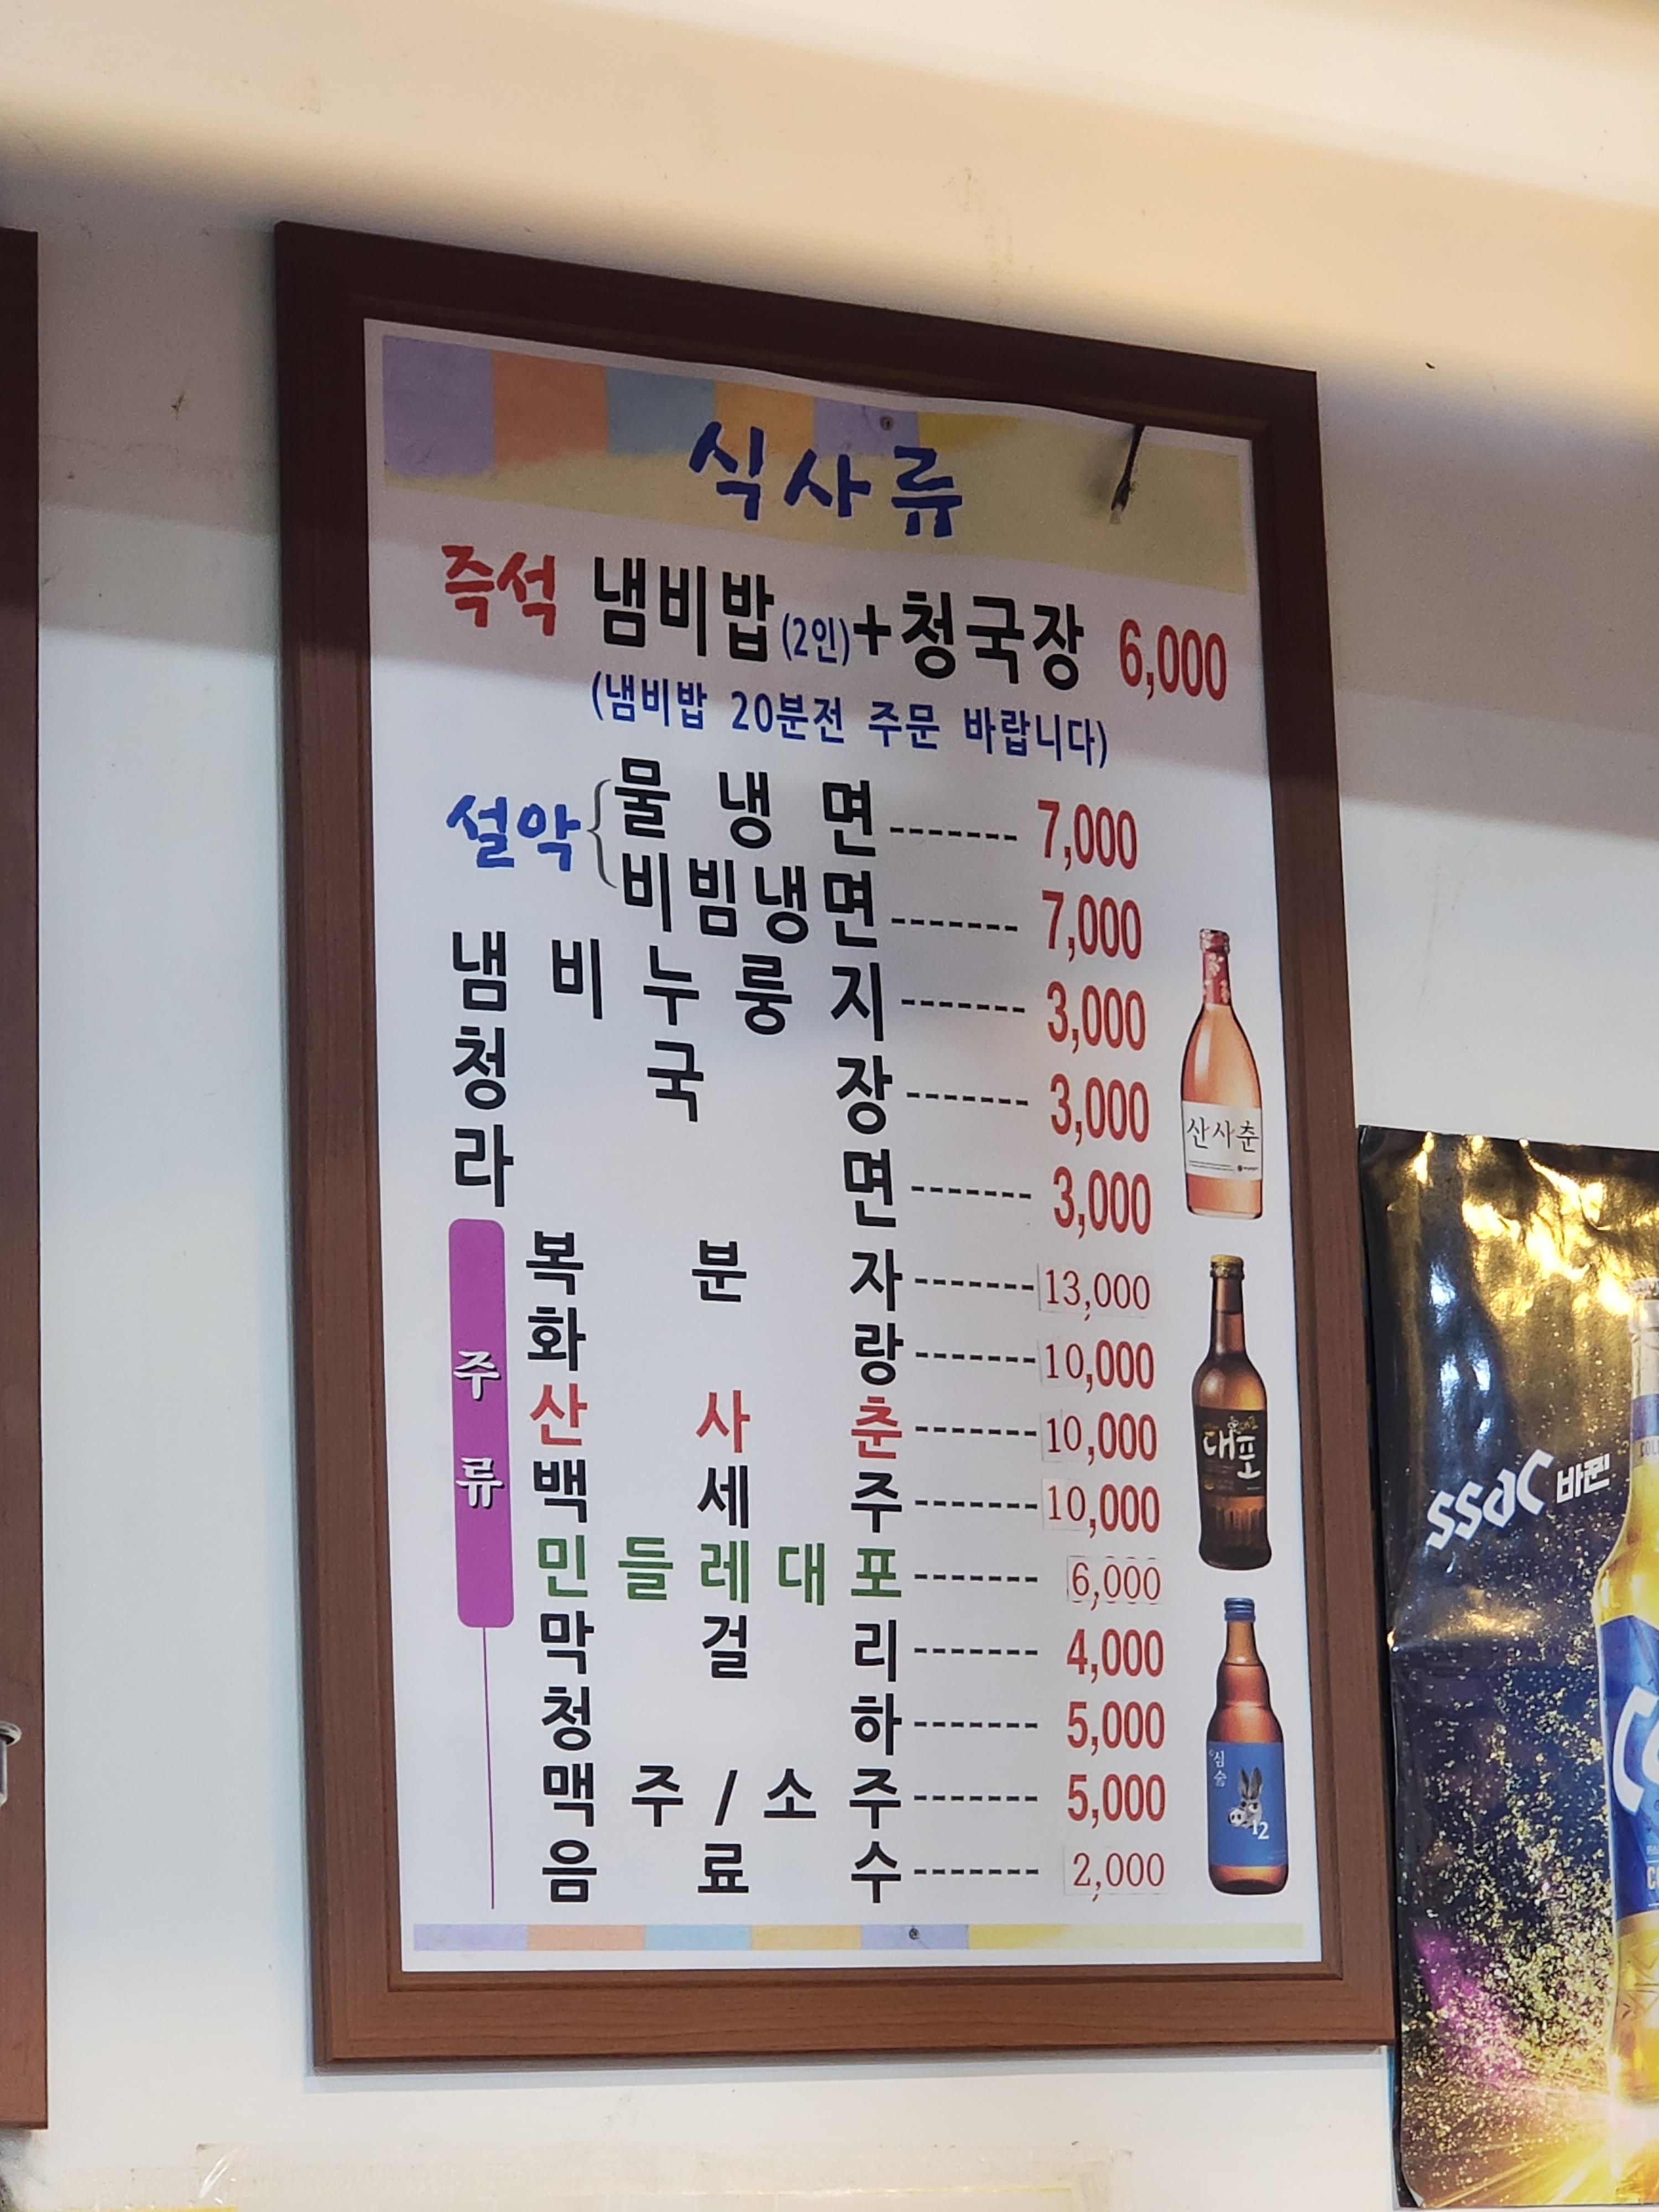 식사류
즉석 냄비밥(2인)+청국장 6,000
(냄비밥 20분전 주문 바랍니다)
설악 { 물냉면 ------- 7,000
비빔냉면 ------- 7,000
냄비누룽지 ------- 3,000
청국장 ------- 3,000
라면 ------- 3,000
주류
복분자 ------- 13,000
화랑 ------- 10,000
산사춘 ------- 10,000
백세주 ------- 10,000
민들레대포 ------- 6,000
막걸리 ------- 4,000
청하 ------- 5,000
맥주/소주 ------- 5,000
음료수 ------- 2,000
산사춘
대포
심술
12
ssac 바뀐